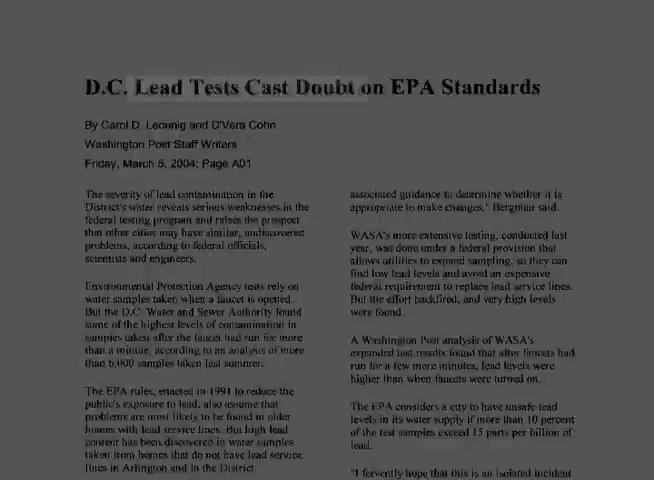 D.C. Lead Tests Cast Doubt on EPA Standards
By Carol D. Leonnig and D'Vera Cohn
Washington Post Staff Writers
Friday, March 5, 2004; Page A01
The severity of lead contamination in the
District's water reveals serious weaknesses in the
federal testing program and raises the prospect
that other cities may have similar, undiscovered
problems, according to federal officials,
scientists and engineers.
Environmental Protection Agency tests rely on
water samples taken when a faucet is opened.
But the D.C. Water and Sewer Authority found
some of the highest levels of contamination in
samples taken after the faucet had run for more
than a minute, according to an analysis of more
than 6,000 samples taken last summer.
The EPA rules, enacted in 1991 to reduce the
public's exposure to lead, also assume that
problems are most likely to be found in older
homes with lead service lines. But high lead
content has been discovered in water samples
taken from homes that do not have lead service
lines in Arlington and in the District
associated guidance to determine whether it is
appropriate to make changes," Bergman said.
WASA's more extensive testing, conducted last
year, was done under a federal provision that
allows utilities to expand sampling, so they can
find low lead levels and avoid an expensive
federal requirement to replace lead service lines.
But the effort backfired, and very high levels
were found.
A Washington Post analysis of WASA's
expanded test results found that after faucets had
run for a few more minutes, lead levels were
higher than when faucets were turned on.
The EPA considers a city to have unsafe lead
levels in its water supply if more than 10 percent
of the test samples exceed 15 parts per billion of
lead.
"I fervently hope that this is an isolated incident